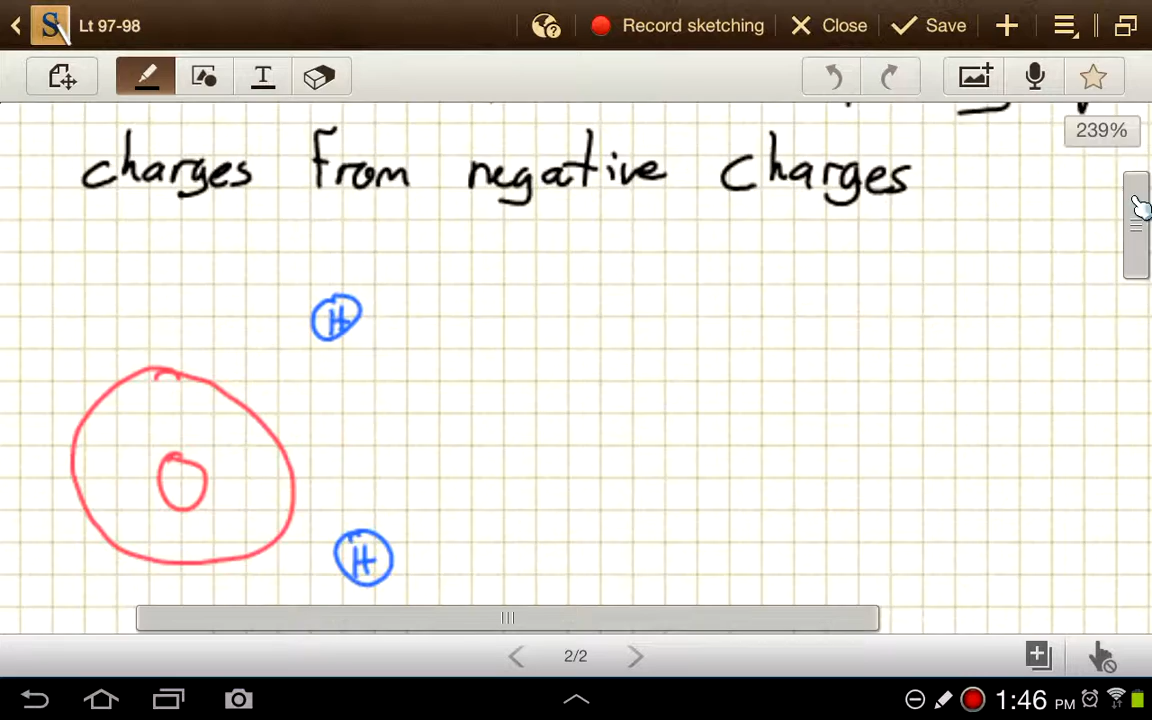 S Lt 97-98 Record sketching Close Save
T
239%
charges from negative charges
H
H
2/2
1:46 PM